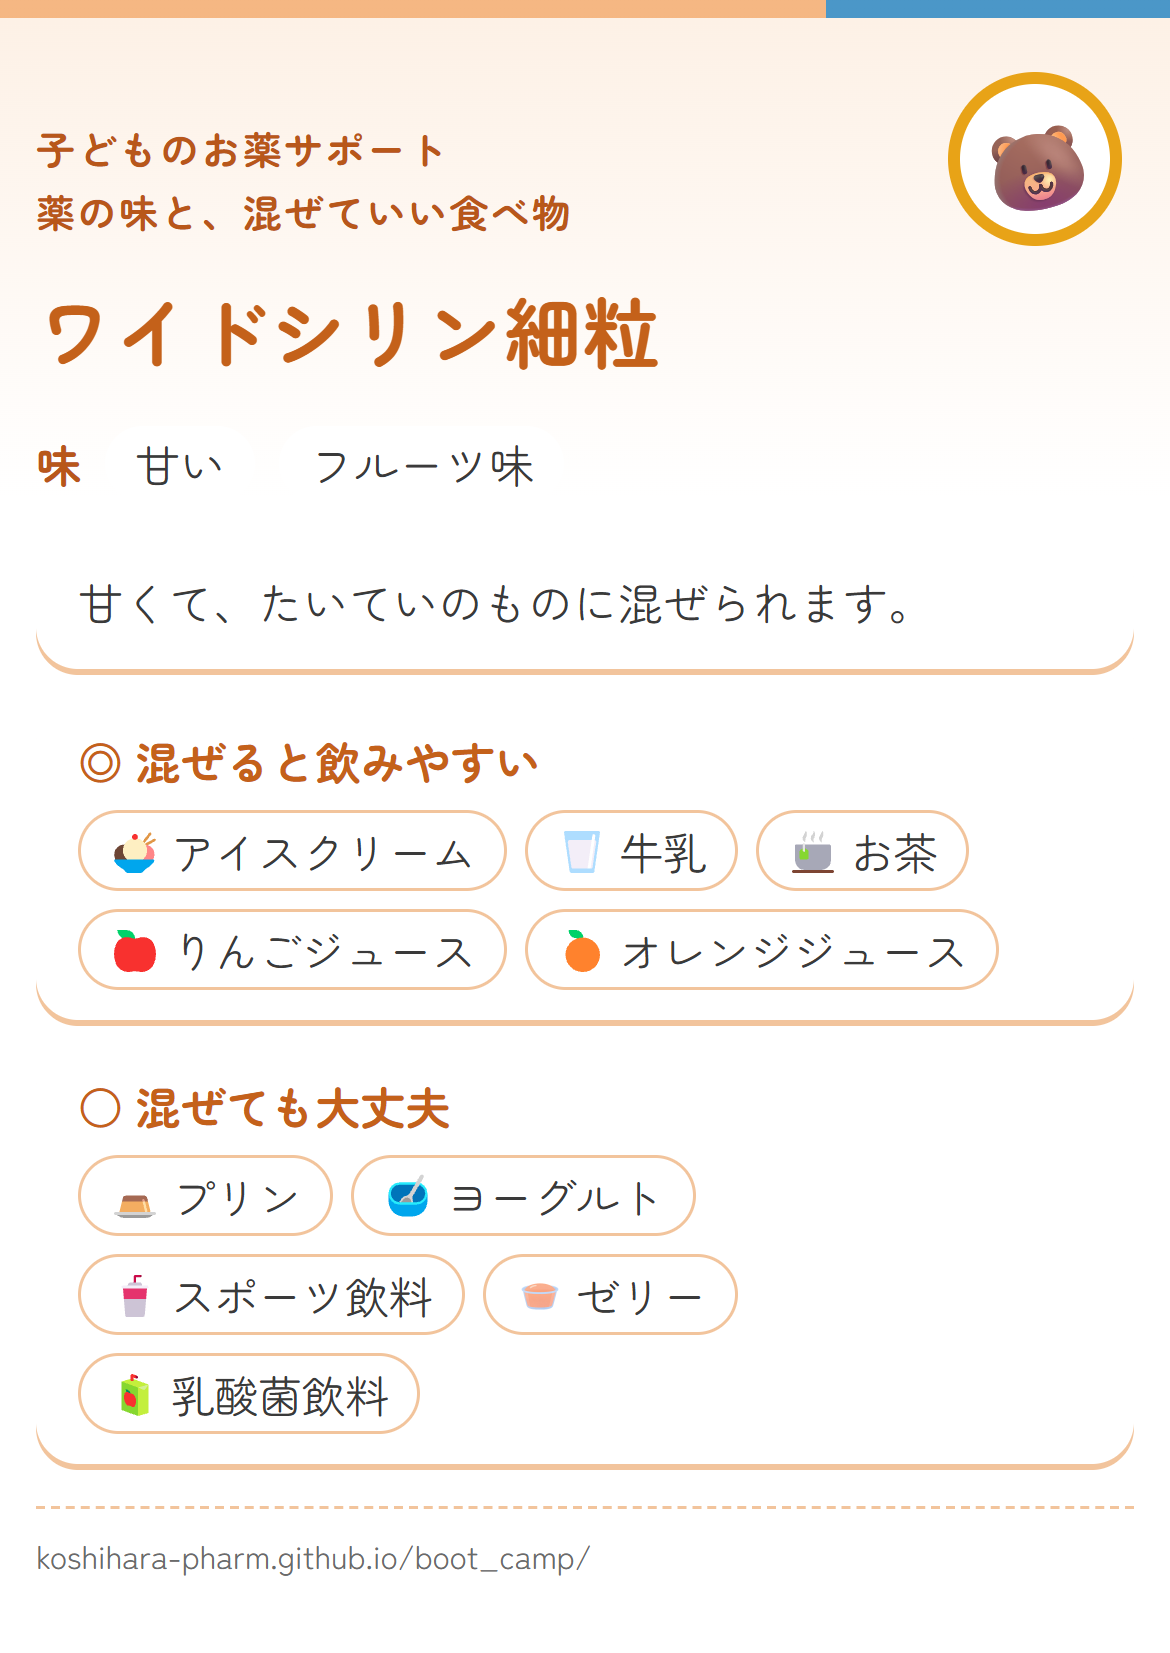 子どものお薬サポート
薬の味と、混ぜていい食べ物
ワイドシリン細粒
味 甘い フルーツ味
甘くて、たいていのものに混ぜられます。
◎ 混ぜると飲みやすい
アイスクリーム 牛乳 お茶
りんごジュース オレンジジュース
○ 混ぜても大丈夫
プリン ヨーグルト
スポーツ飲料 ゼリー
乳酸菌飲料
koshihara-pharm.github.io/boot_camp/